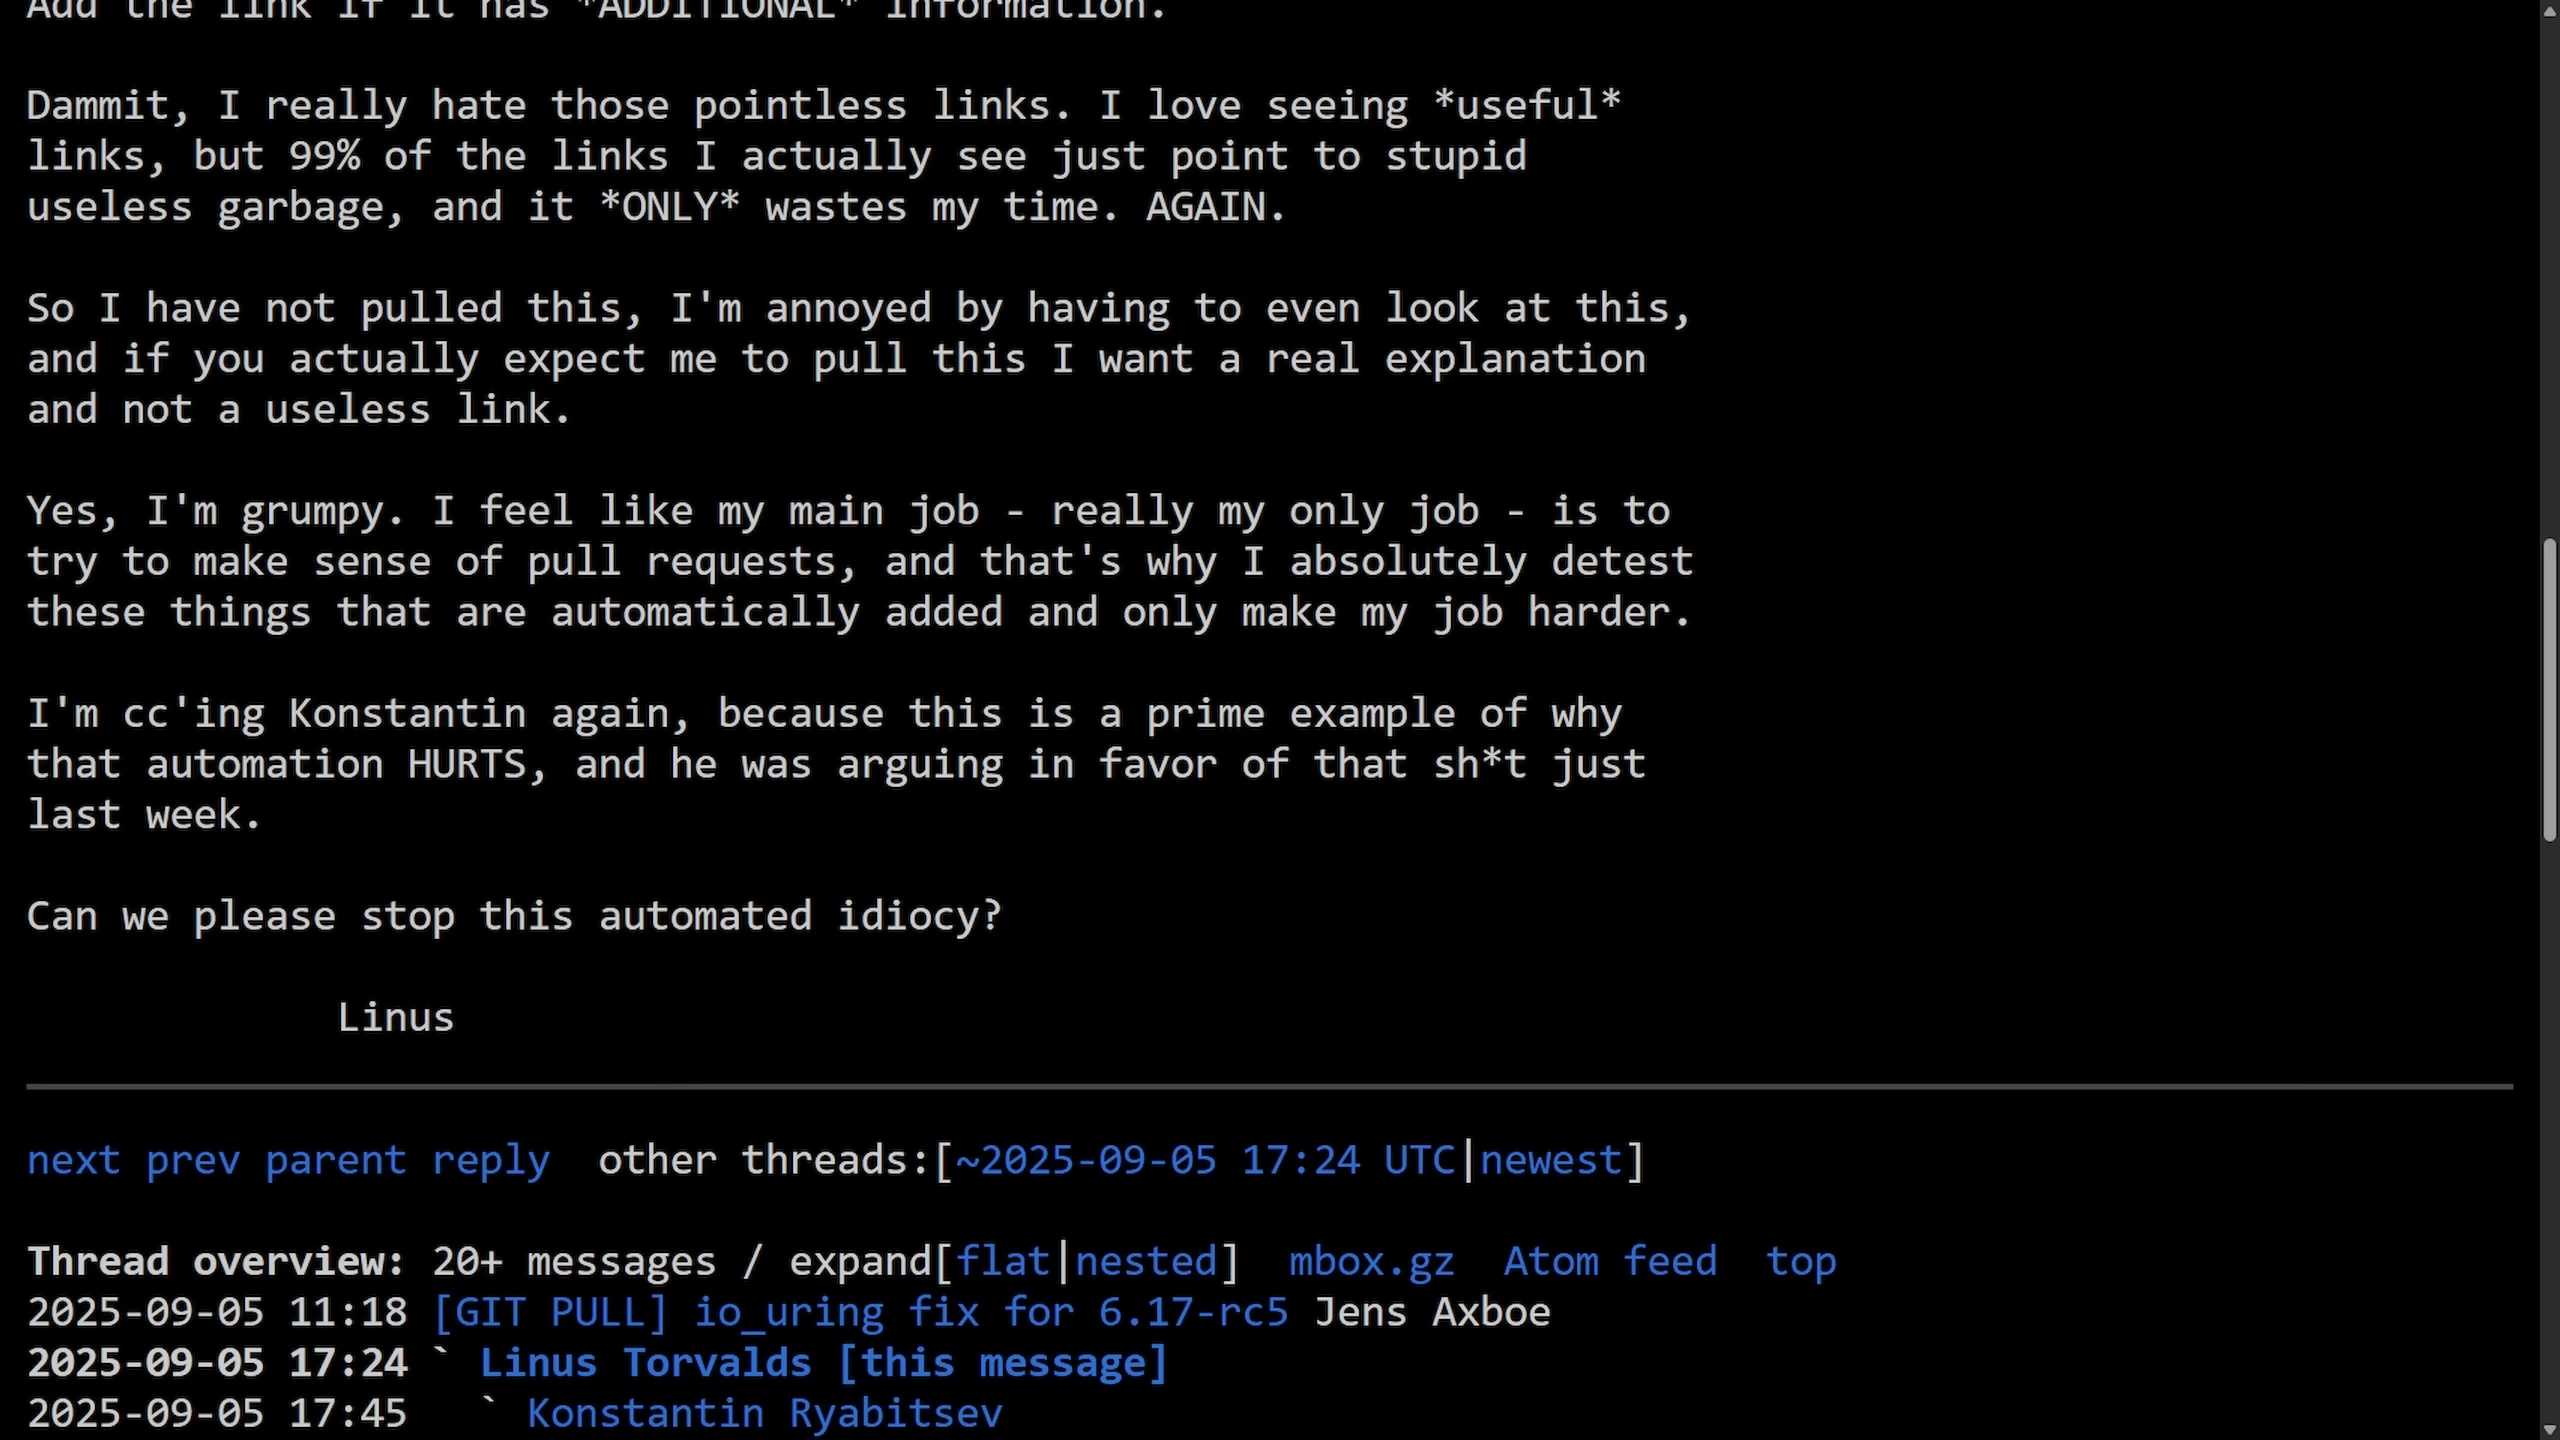 Add the link if it has *ADDITIONAL* information.
Dammit, I really hate those pointless links. I love seeing *useful*
links, but 99% of the links I actually see just point to stupid
useless garbage, and it *ONLY* wastes my time. AGAIN.
So I have not pulled this, I'm annoyed by having to even look at this,
and if you actually expect me to pull this I want a real explanation
and not a useless link.
Yes, I'm grumpy. I feel like my main job - really my only job - is to
try to make sense of pull requests, and that's why I absolutely detest
these things that are automatically added and only make my job harder.
I'm cc'ing Konstantin again, because this is a prime example of why
that automation HURTS, and he was arguing in favor of that sh*t just
last week.
Can we please stop this automated idiocy?
Linus
next prev parent reply  other threads:[~2025-09-05 17:24 UTC|newest]
Thread overview: 20+ messages / expand[flat|nested]  mbox.gz  Atom feed  top
2025-09-05 11:18 [GIT PULL] io_uring fix for 6.17-rc5 Jens Axboe
2025-09-05 17:24 ` Linus Torvalds [this message]
2025-09-05 17:45   ` Konstantin Ryabitsev